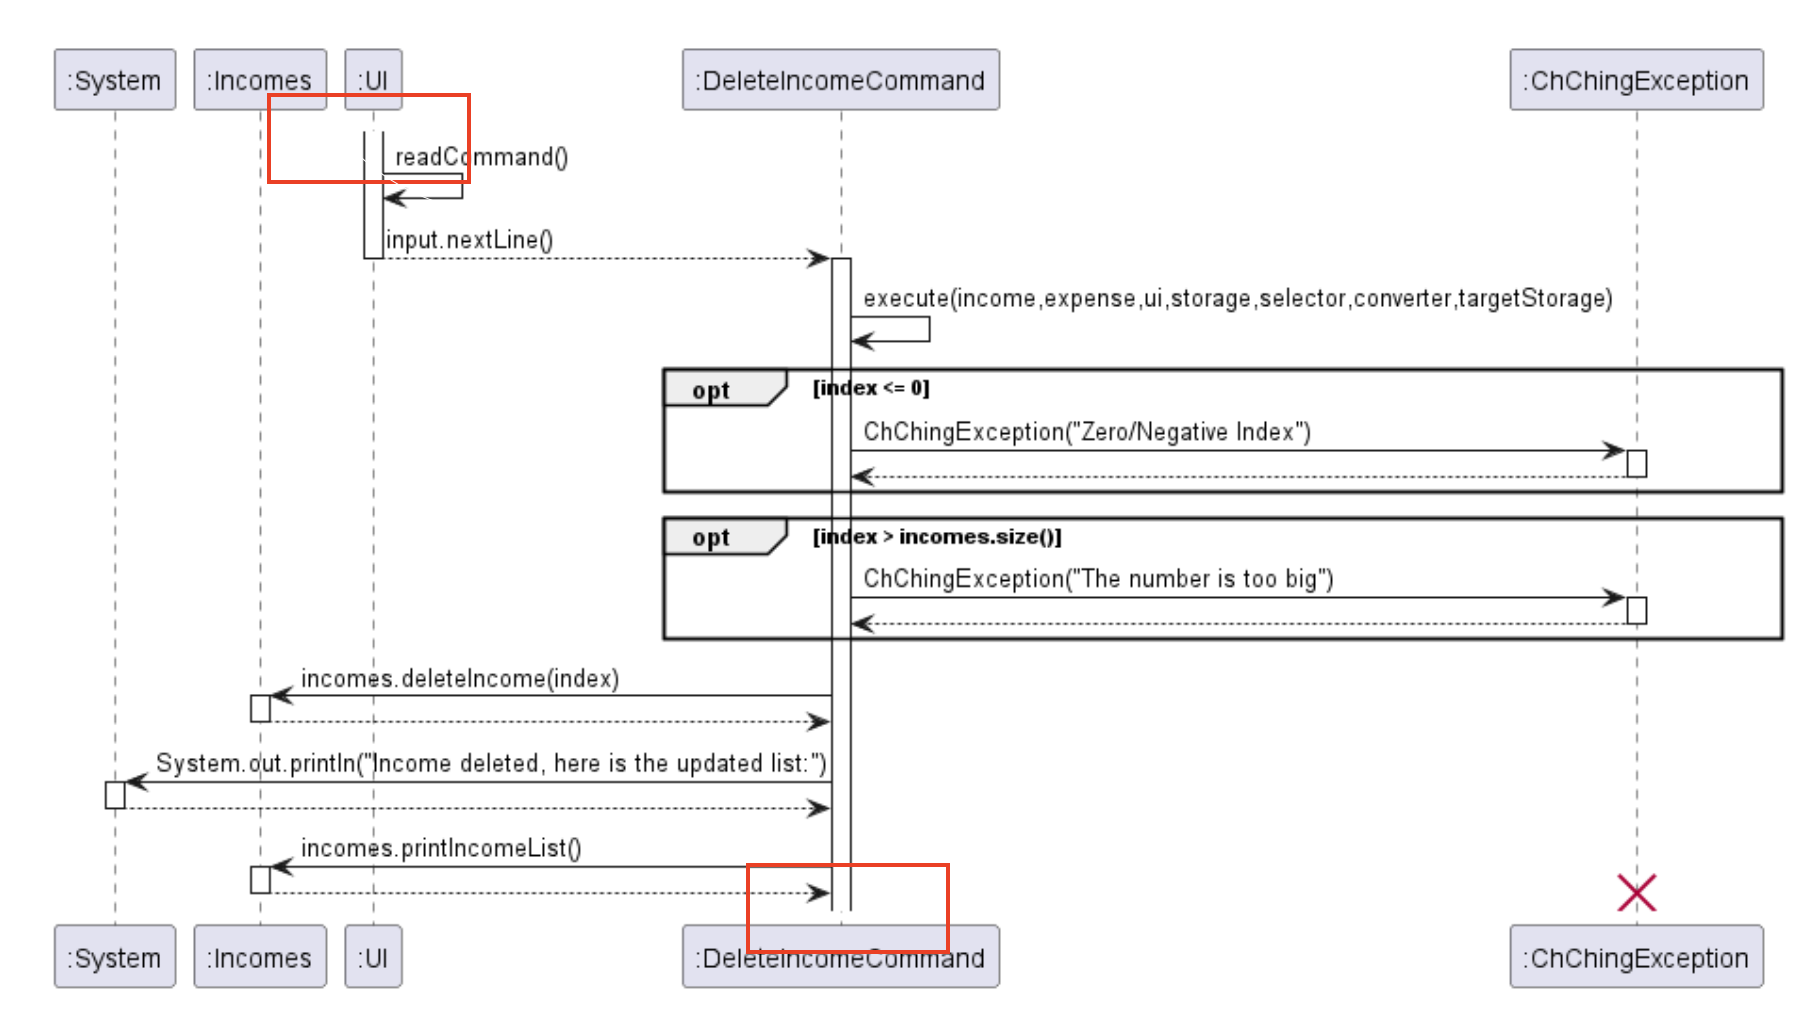 :System
:Incomes
:UI
:DeleteIncomeCommand
:ChChingException
readCommand()
input.nextLine()
execute(income,expense,ui,storage,selector,converter,targetStorage)
opt
[index <= 0]
ChChingException("Zero/Negative Index")
opt
[index > incomes.size()]
ChChingException("The number is too big")
incomes.deleteIncome(index)
System.out.println("Income deleted, here is the updated list:")
incomes.printIncomeList()
:System
:Incomes
:UI
:DeleteIncomeCommand
:ChChingException